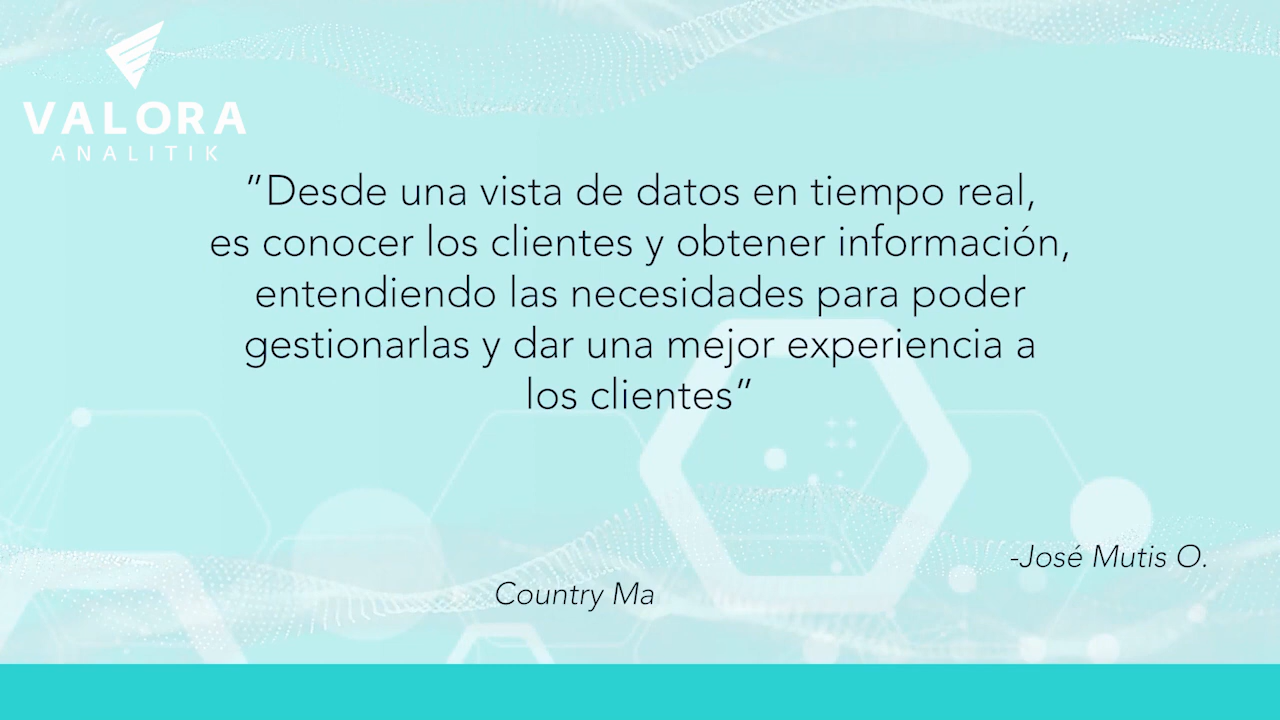 VALORA
ANALITIK
”Desde una vista de datos en tiempo real,
es conocer los clientes y obtener información,
entendiendo las necesidades para poder
gestionarlas y dar una mejor experiencia a
los clientes”
-José Mutis O.
Country Ma